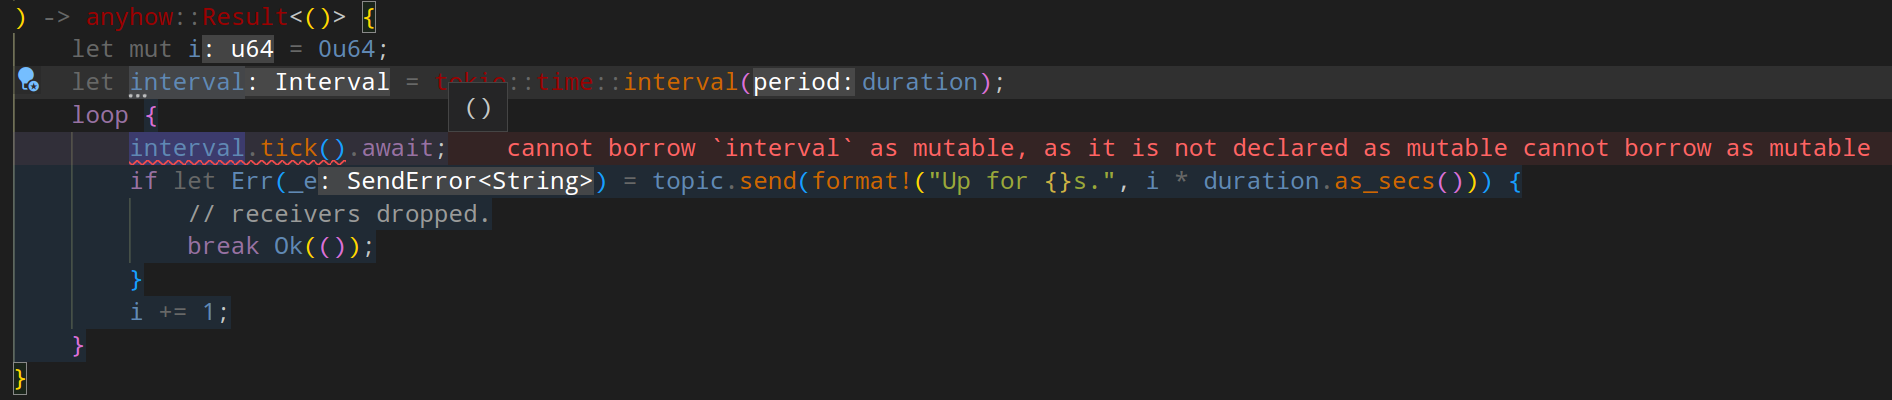 ) -> anyhow::Result<()> {
let mut i: u64 = 0u64;
let interval: Interval = tokio::time::interval(period: duration);
()
loop {
interval.tick().await; cannot borrow `interval` as mutable, as it is not declared as mutable cannot borrow as mutable
if let Err(_e: SendError<String>) = topic.send(format!("Up for {}s.", i * duration.as_secs())) {
// receivers dropped.
break Ok(());
}
i += 1;
}
}